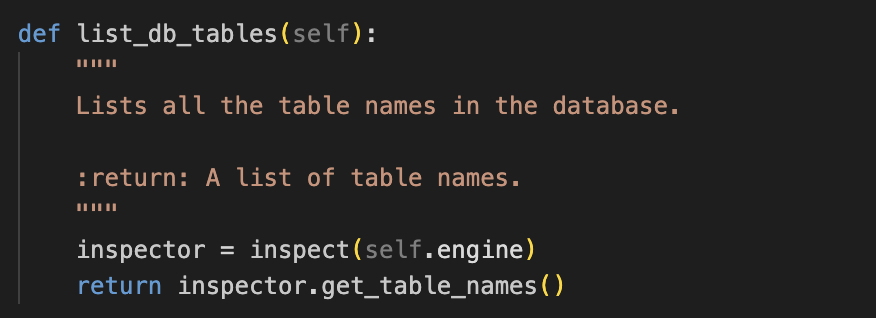 def list_db_tables(self):
"""
Lists all the table names in the database.
:return: A list of table names.
"""
inspector = inspect(self.engine)
return inspector.get_table_names()